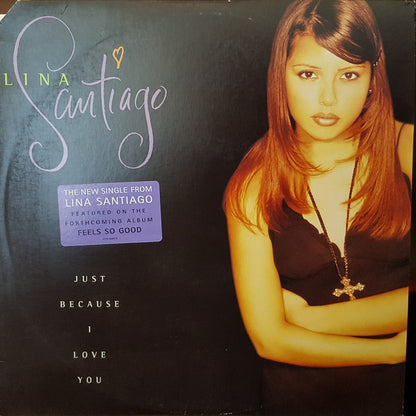 LINA
Santiago
THE NEW SINGLE FROM
LINA SANTIAGO
FEATURED ON THE
FORTHCOMING ALBUM
FEELS SO GOOD
JUST
BECAUSE
I
LOVE
YOU